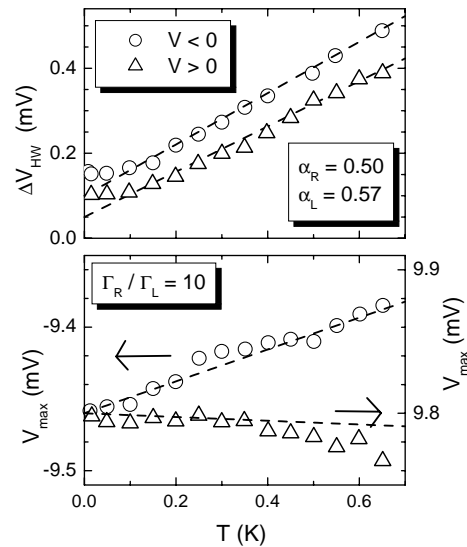 V < 0
V > 0
0.4
0.2
0.0
ΔV_HW (mV)
α_R = 0.50
α_L = 0.57
Γ_R / Γ_L = 10
-9.4
-9.5
V_max (mV)
9.9
9.8
V_max (mV)
0.0 0.2 0.4 0.6
T (K)